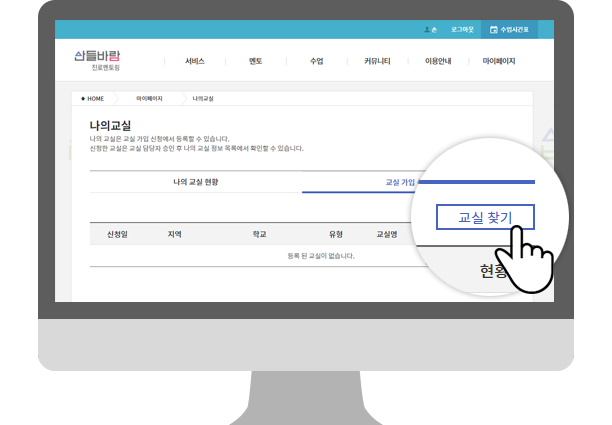 로그아웃 수업시간표
산들바람
진로멘토링
서비스 멘토 수업 커뮤니티 이용안내 마이페이지
HOME 마이페이지 나의교실
나의교실
나의 교실은 교실 가입 신청에서 등록할 수 있습니다.
신청한 교실은 교실 담당자 승인 후 나의 교실 정보 목록에서 확인할 수 있습니다.
나의 교실 현황 교실 가입
교실 찾기
신청일 지역 학교 유형 교실명
등록 된 교실이 없습니다.
현황